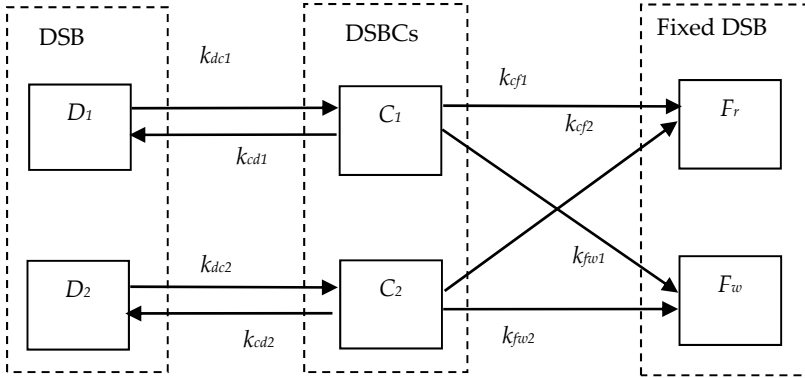 DSB
DSBCs
Fixed DSB
kdc1
kcf1
D1
C1
Fr
kcf2
kcd1
kdc2
kfw1
D2
C2
Fw
kcd2
kfw2